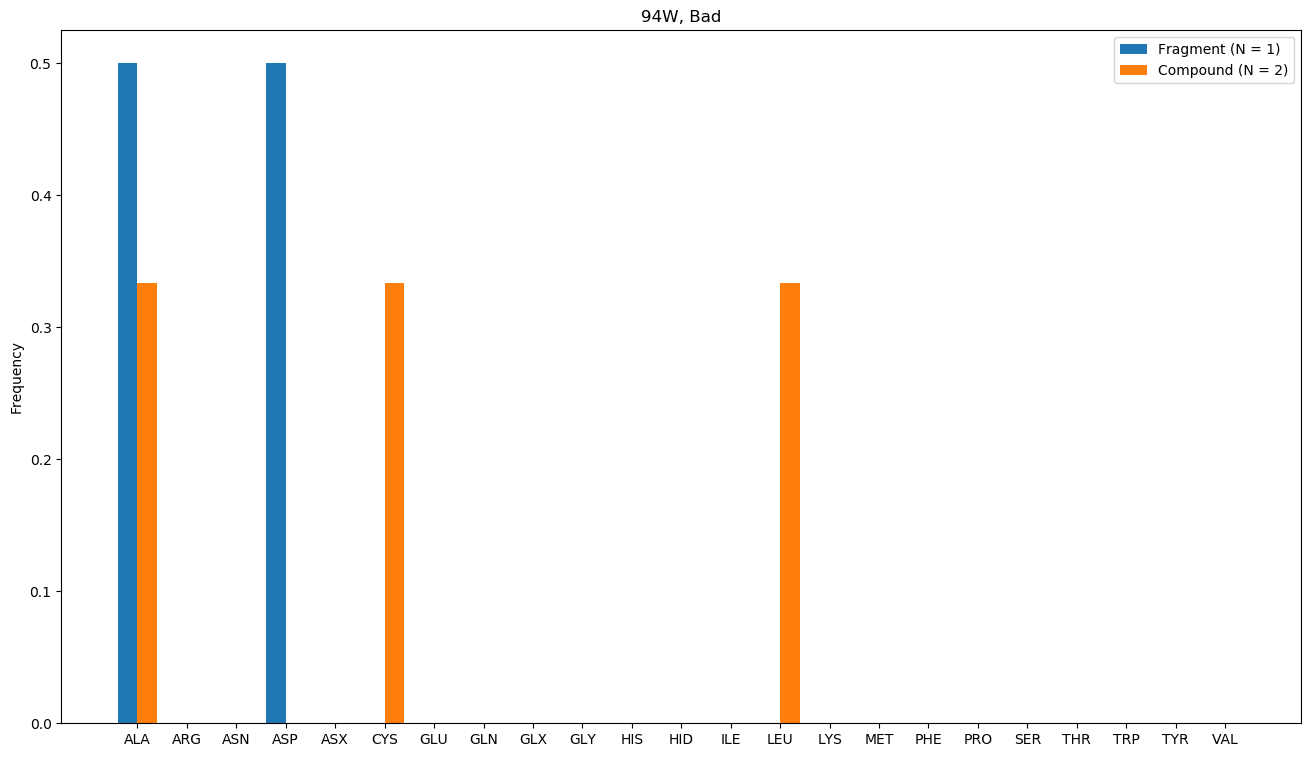 94W, Bad
Fragment (N = 1)
Compound (N = 2)
Frequency
0.5
0.4
0.3
0.2
0.1
0.0
ALA ARG ASN ASP ASX CYS GLU GLN GLX GLY HIS HID ILE LEU LYS MET PHE PRO SER THR TRP TYR VAL